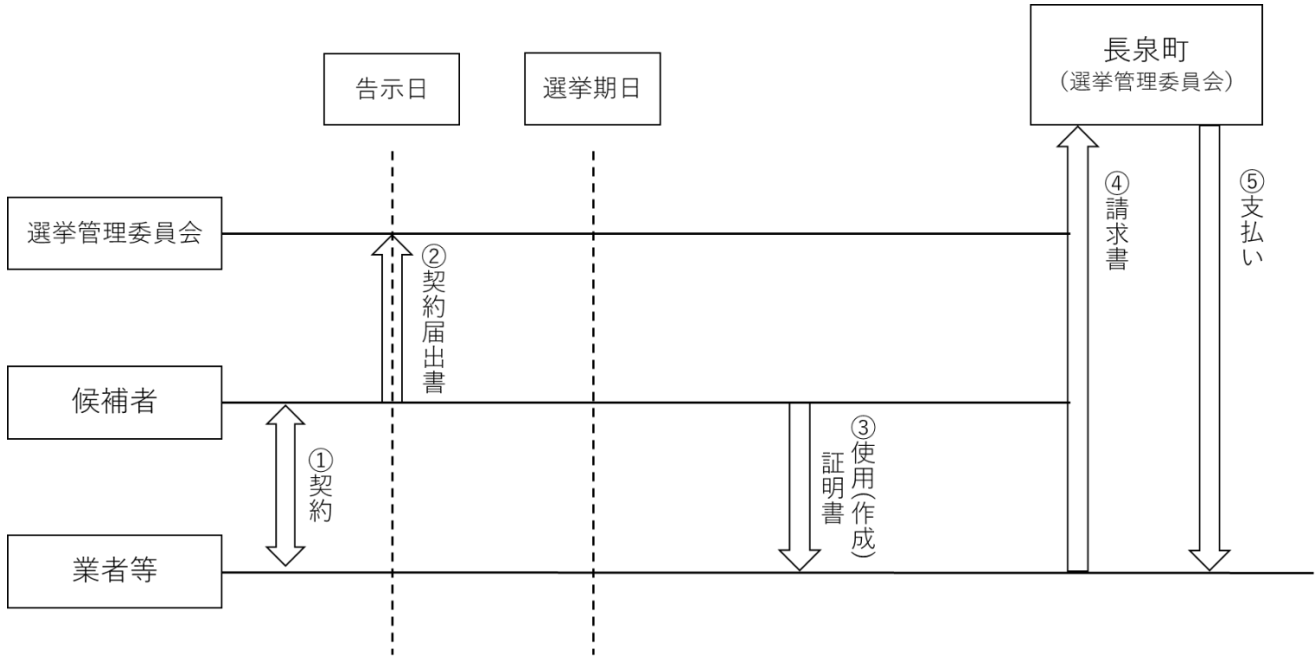 長泉町
（選挙管理委員会）
告示日
選挙期日
選挙管理委員会
②契約届出書
④請求書
⑤支払い
候補者
①契約
③使用(作成)
証明書
業者等